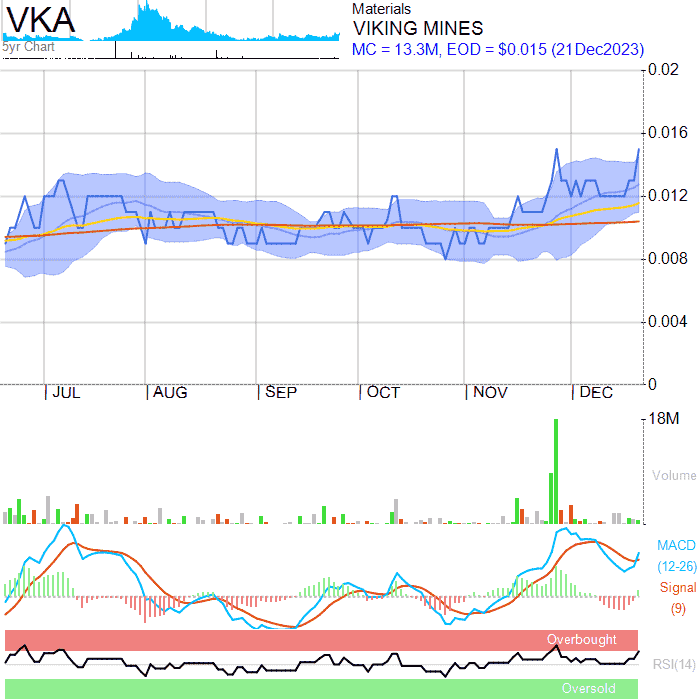 VKA
5yr Chart
Materials
VIKING MINES
MC = 13.3M, EOD = $0.015 (21Dec2023)
0.02
0.016
0.012
0.008
0.004
0
JUL
AUG
SEP
OCT
NOV
DEC
18M
Volume
MACD
(12-26)
Signal
(9)
Overbought
RSI(14)
Oversold